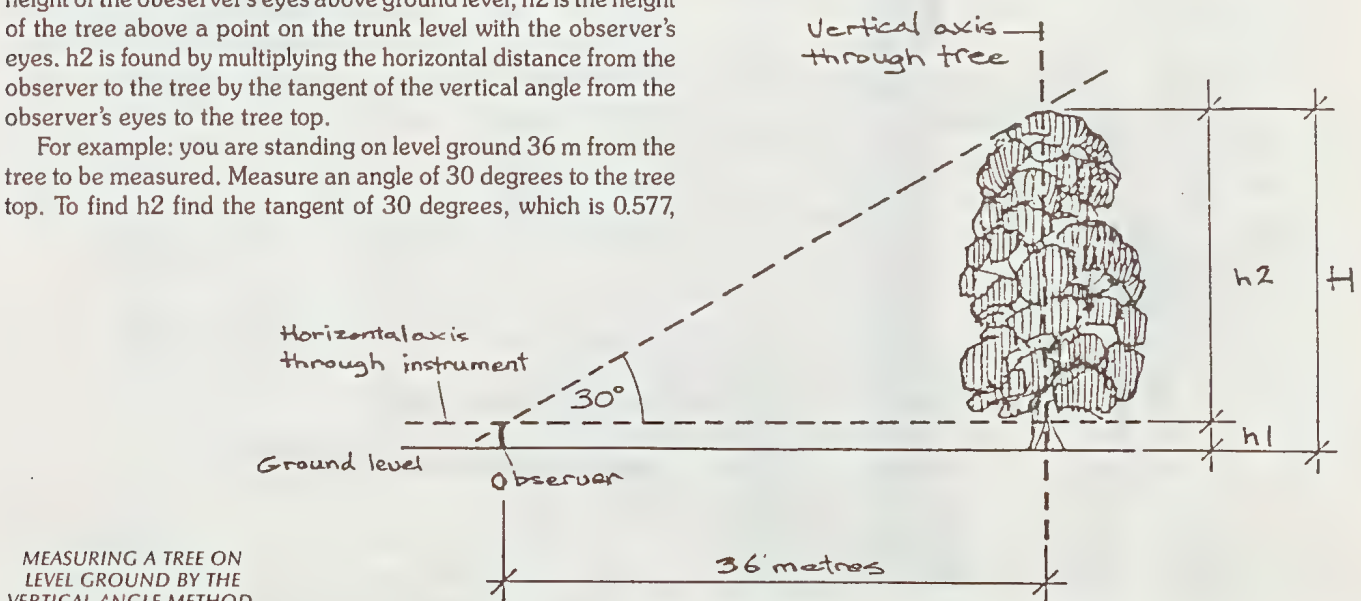 height of the obeserver's eyes above ground level, h2 is the height
of the tree above a point on the trunk level with the observer's
eyes. h2 is found by multiplying the horizontal distance from the
observer to the tree by the tangent of the vertical angle from the
observer's eyes to the tree top.
For example: you are standing on level ground 36 m from the
tree to be measured. Measure an angle of 30 degrees to the tree
top. To find h2 find the tangent of 30 degrees, which is 0.577,
Vertical axis
through tree
h2
H
Horizontal axis
through instrument
30°
h1
Ground level
Observer
36 metres
MEASURING A TREE ON
LEVEL GROUND BY THE
VERTICAL ANGLE METHOD